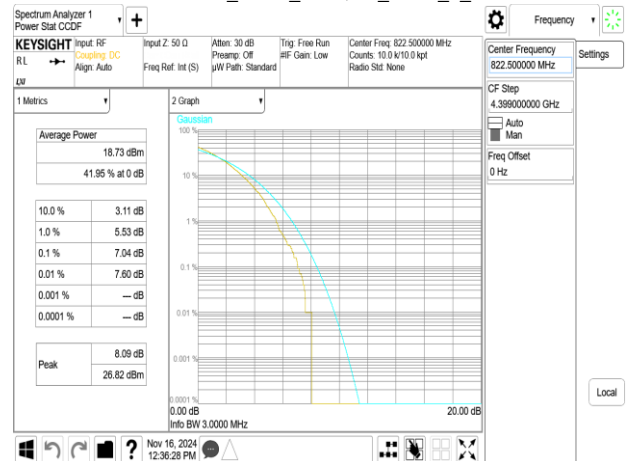 Spectrum Analyzer 1
Power Stat CCDF
Frequency
KEYSIGHT
RL
LXI
Input: RF
Coupling: DC
Align: Auto
Input Z: 50 Ω
Freq Ref: Int (S)
Atten: 30 dB
Preamp: Off
µW Path: Standard
Trig: Free Run
#IF Gain: Low
Center Freq: 822.500000 MHz
Counts: 10.0 k/10.0 kpt
Radio Std: None
Center Frequency
822.500000 MHz
Settings
CF Step
4.399000000 GHz
Auto
Man
Freq Offset
0 Hz
1 Metrics
2 Graph
Average Power
18.73 dBm
41.95 % at 0 dB
10.0 % 3.11 dB
1.0 % 5.53 dB
0.1 % 7.04 dB
0.01 % 7.60 dB
0.001 % --- dB
0.0001 % --- dB
Peak
8.09 dB
26.82 dBm
Gaussian
100 %
10 %
1 %
0.1 %
0.01 %
0.001 %
0.0001 %
0.00 dB 20.00 dB
Info BW 3.0000 MHz
Local
?
Nov 16, 2024
12:36:28 PM